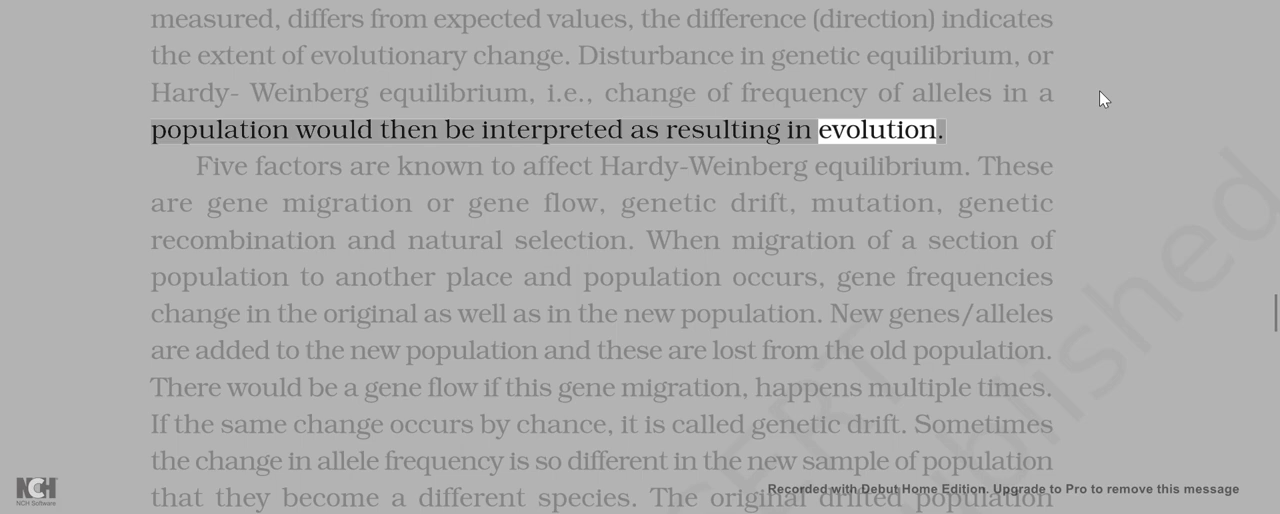 measured, differs from expected values, the difference (direction) indicates
the extent of evolutionary change. Disturbance in genetic equilibrium, or
Hardy- Weinberg equilibrium, i.e., change of frequency of alleles in a
population would then be interpreted as resulting in evolution.
Five factors are known to affect Hardy-Weinberg equilibrium. These
are gene migration or gene flow, genetic drift, mutation, genetic
recombination and natural selection. When migration of a section of
population to another place and population occurs, gene frequencies
change in the original as well as in the new population. New genes/alleles
are added to the new population and these are lost from the old population.
There would be a gene flow if this gene migration, happens multiple times.
If the same change occurs by chance, it is called genetic drift. Sometimes
the change in allele frequency is so different in the new sample of population
that they become a different species. The original drifted population
NCH
NCH Software
Recorded with Debut Home Edition. Upgrade to Pro to remove this message